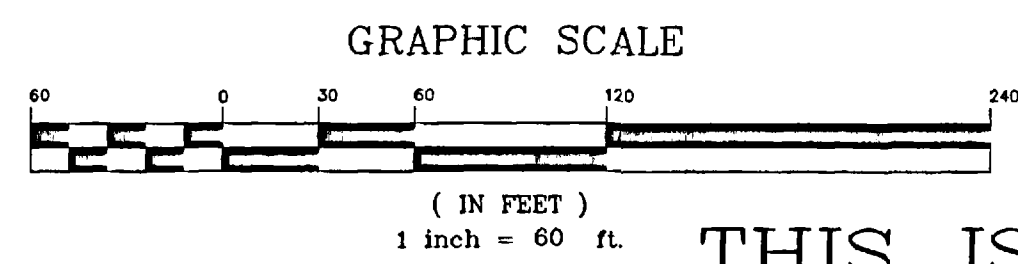 GRAPHIC SCALE
60 0 30 60 120 240
( IN FEET )
1 inch = 60 ft.
THIS IS